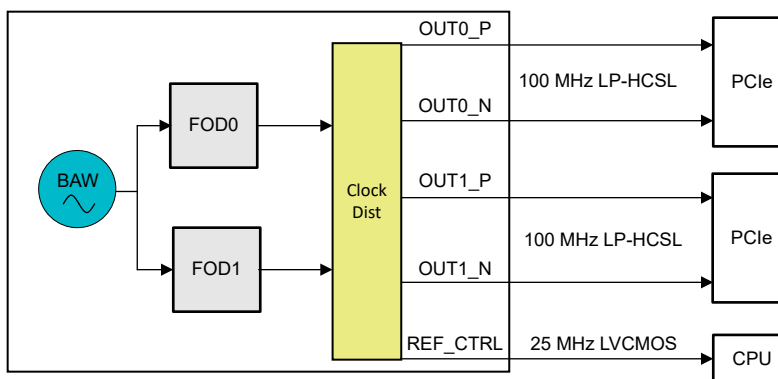 OUT0_P
100 MHz LP-HCSL
PCIe
OUT0_N
FOD0
BAW
Clock
Dist
OUT1_P
100 MHz LP-HCSL
PCIe
FOD1
OUT1_N
REF_CTRL
25 MHz LVCMOS
CPU